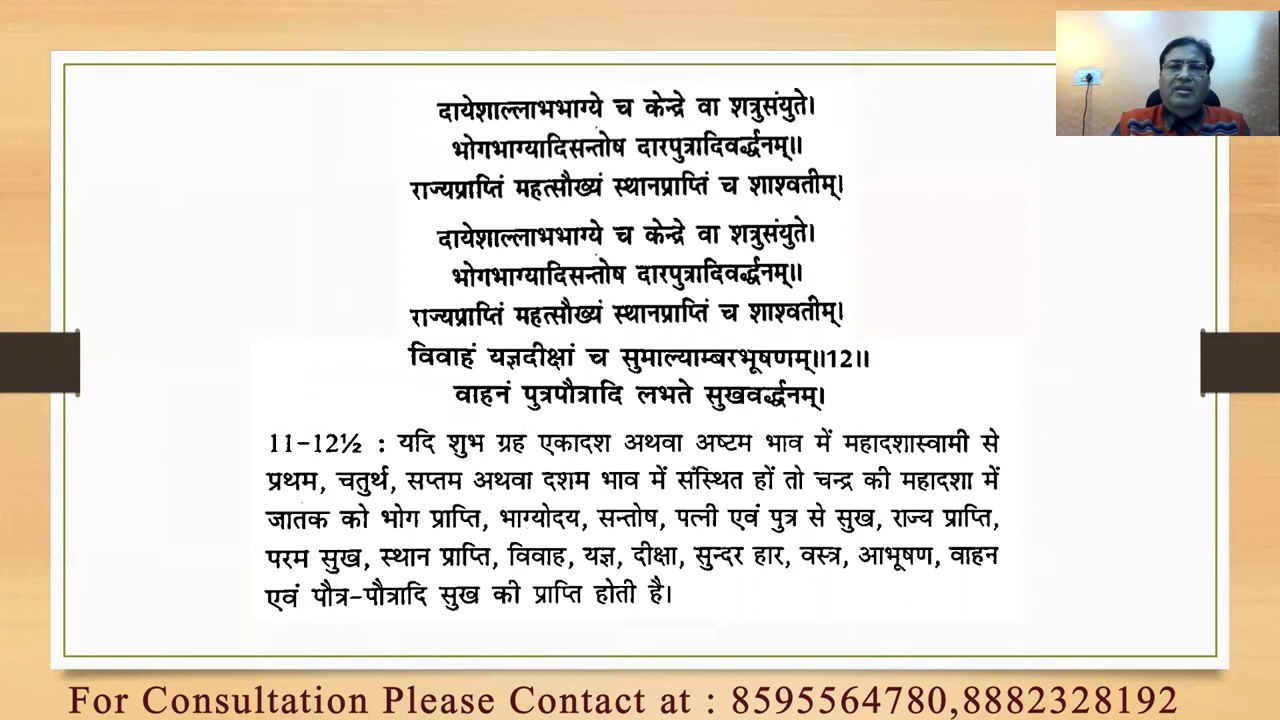 दायेशाल्लाभभाग्ये च केन्द्रे वा शत्रुसंयुते।
भोगभाग्यादिसन्तोष दारपुत्रादिवर्द्धनम्॥
राज्यप्राप्तिं महत्सौख्यं स्थानप्राप्तिं च शाश्वतीम्।
दायेशाल्लाभभाग्ये च केन्द्रे वा शत्रुसंयुते।
भोगभाग्यादिसन्तोष दारपुत्रादिवर्द्धनम्॥
राज्यप्राप्तिं महत्सौख्यं स्थानप्राप्तिं च शाश्वतीम्।
विवाहं यज्ञदीक्षां च सुमाल्याम्बरभूषणम्॥12॥
वाहनं पुत्रपौत्रादि लभते सुखवर्द्धनम्।
11-12½ : यदि शुभ ग्रह एकादश अथवा अष्टम भाव में महादशास्वामी से
प्रथम, चतुर्थ, सप्तम अथवा दशम भाव में संस्थित हों तो चन्द्र की महादशा में
जातक को भोग प्राप्ति, भाग्योदय, सन्तोष, पत्नी एवं पुत्र से सुख, राज्य प्राप्ति,
परम सुख, स्थान प्राप्ति, विवाह, यज्ञ, दीक्षा, सुन्दर हार, वस्त्र, आभूषण, वाहन
एवं पौत्र-पौत्रादि सुख की प्राप्ति होती है।
For Consultation Please Contact at : 8595564780,8882328192